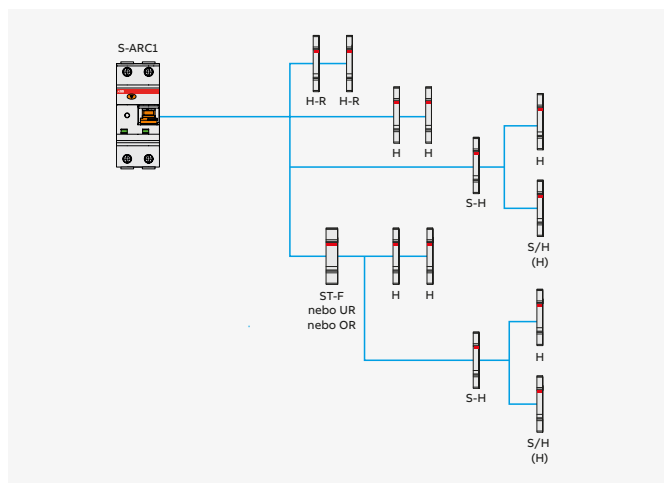 S-ARC1
H-R
H-R
H
H
S-H
H
S/H
(H)
ST-F
nebo UR
nebo OR
H
H
S-H
H
S/H
(H)